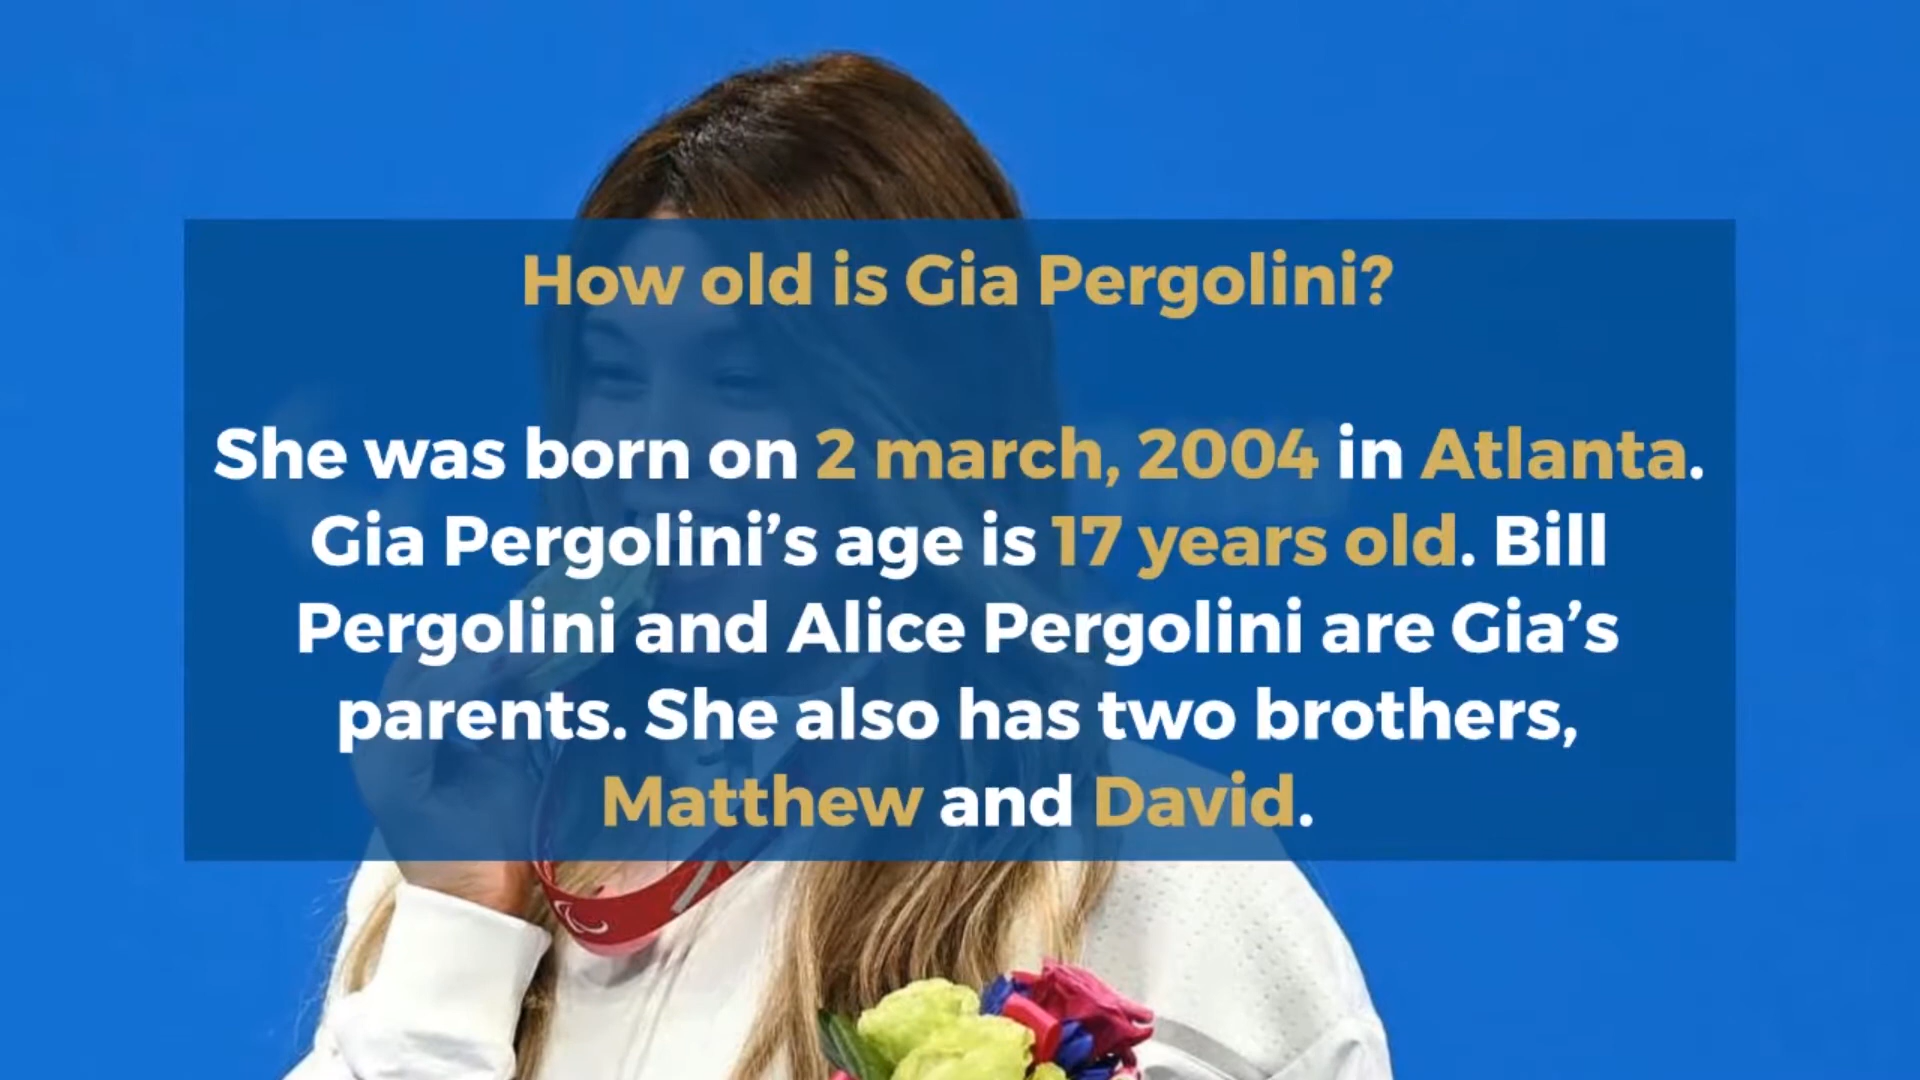 How old is Gia Pergolini?
She was born on 2 march, 2004 in Atlanta.
Gia Pergolini’s age is 17 years old. Bill
Pergolini and Alice Pergolini are Gia’s
parents. She also has two brothers,
Matthew and David.